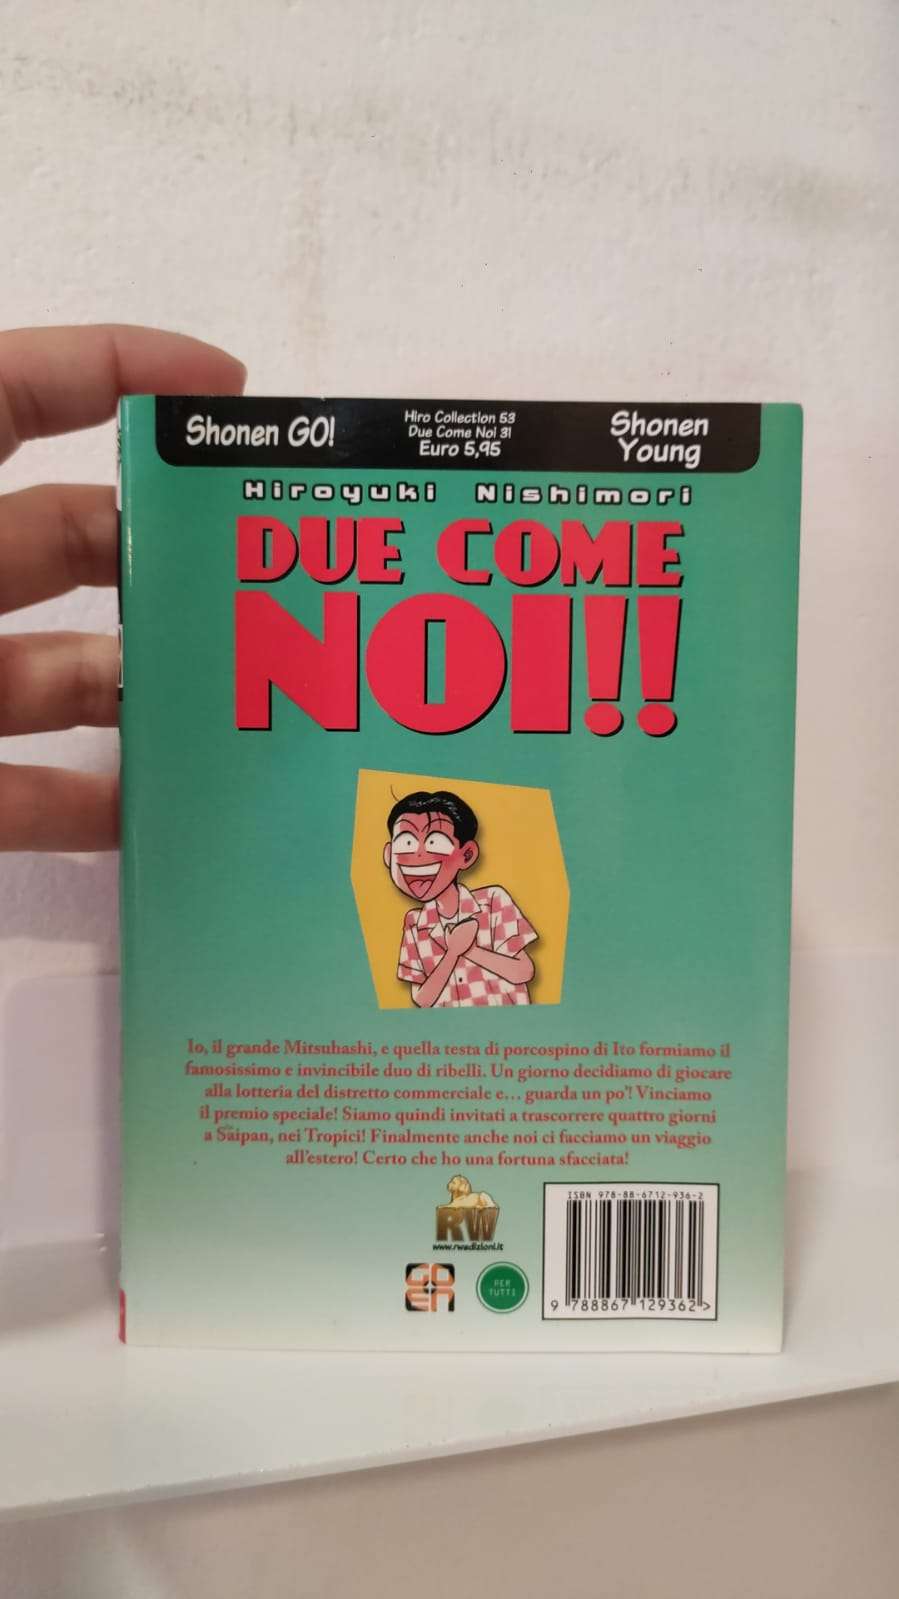 Shonen GO!
Hiro Collection 53
Due Come Noi 31
Euro 5,95
Shonen
Young
Hiroyuki Nishimori
DUE COME
NOI!!
Io, il grande Mitsuhashi, e quella testa di porcospino di Ito formiamo il
famosissimo e invincibile duo di ribelli. Un giorno decidiamo di giocare
alla lotteria del distretto commerciale e... guarda un po'! Vinciamo
il premio speciale! Siamo quindi invitati a trascorrere quattro giorni
a Saipan, nei Tropici! Finalmente anche noi ci facciamo un viaggio
all'estero! Certo che ho una fortuna sfacciata!
RW
www.rwedizioni.it
GO
EN
PER
TUTTI
ISBN 978-88-6712-936-2
9 788867 129362 >